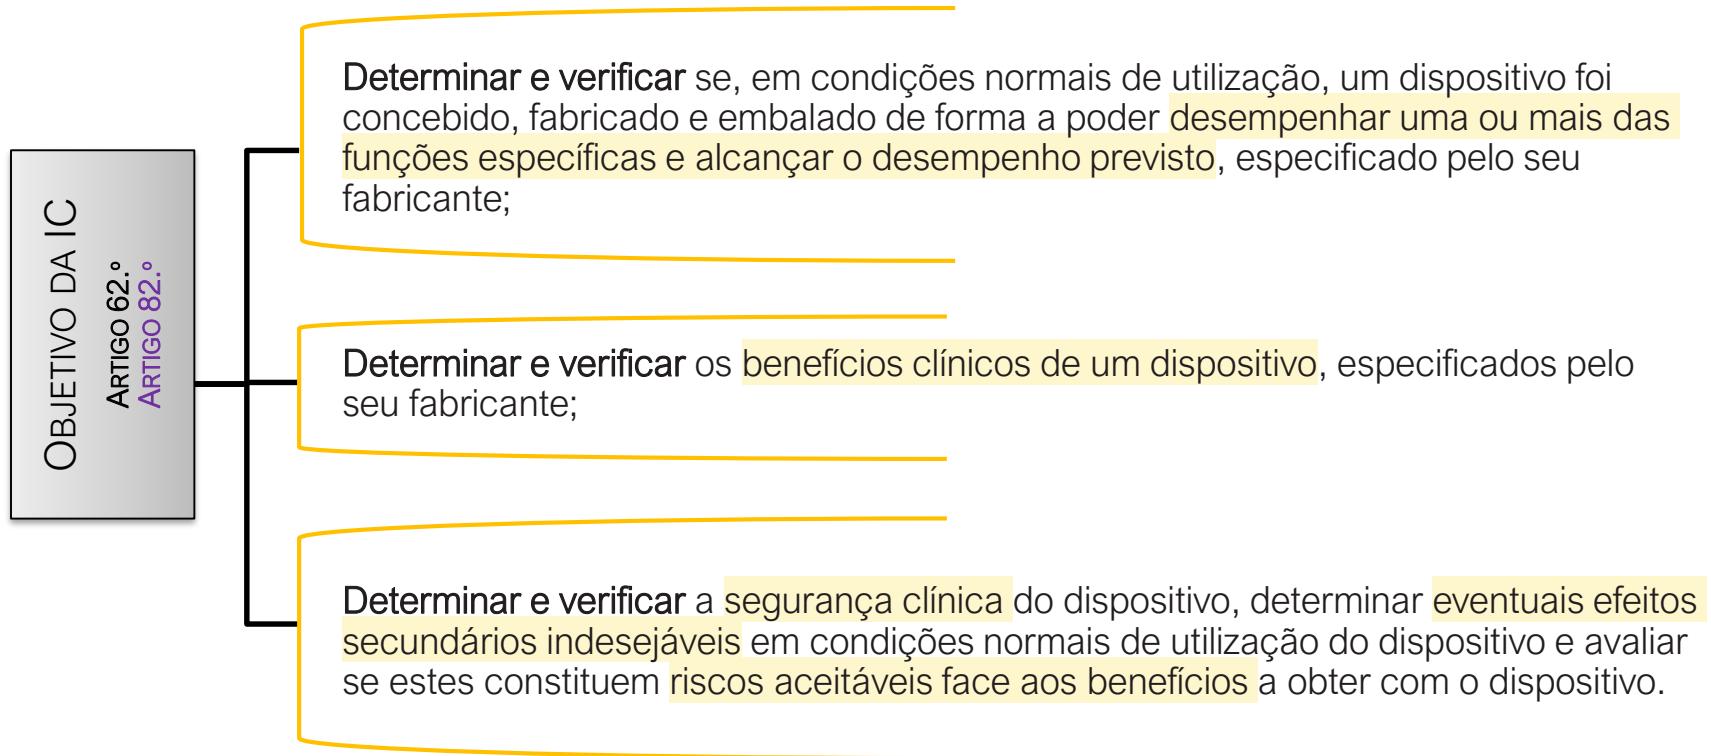 OBJETIVO DA IC
ARTIGO 62.º
ARTIGO 82.º
Determinar e verificar se, em condições normais de utilização, um dispositivo foi
concebido, fabricado e embalado de forma a poder desempenhar uma ou mais das
funções específicas e alcançar o desempenho previsto, especificado pelo seu
fabricante;
Determinar e verificar os benefícios clínicos de um dispositivo, especificados pelo
seu fabricante;
Determinar e verificar a segurança clínica do dispositivo, determinar eventuais efeitos
secundários indesejáveis em condições normais de utilização do dispositivo e avaliar
se estes constituem riscos aceitáveis face aos benefícios a obter com o dispositivo.